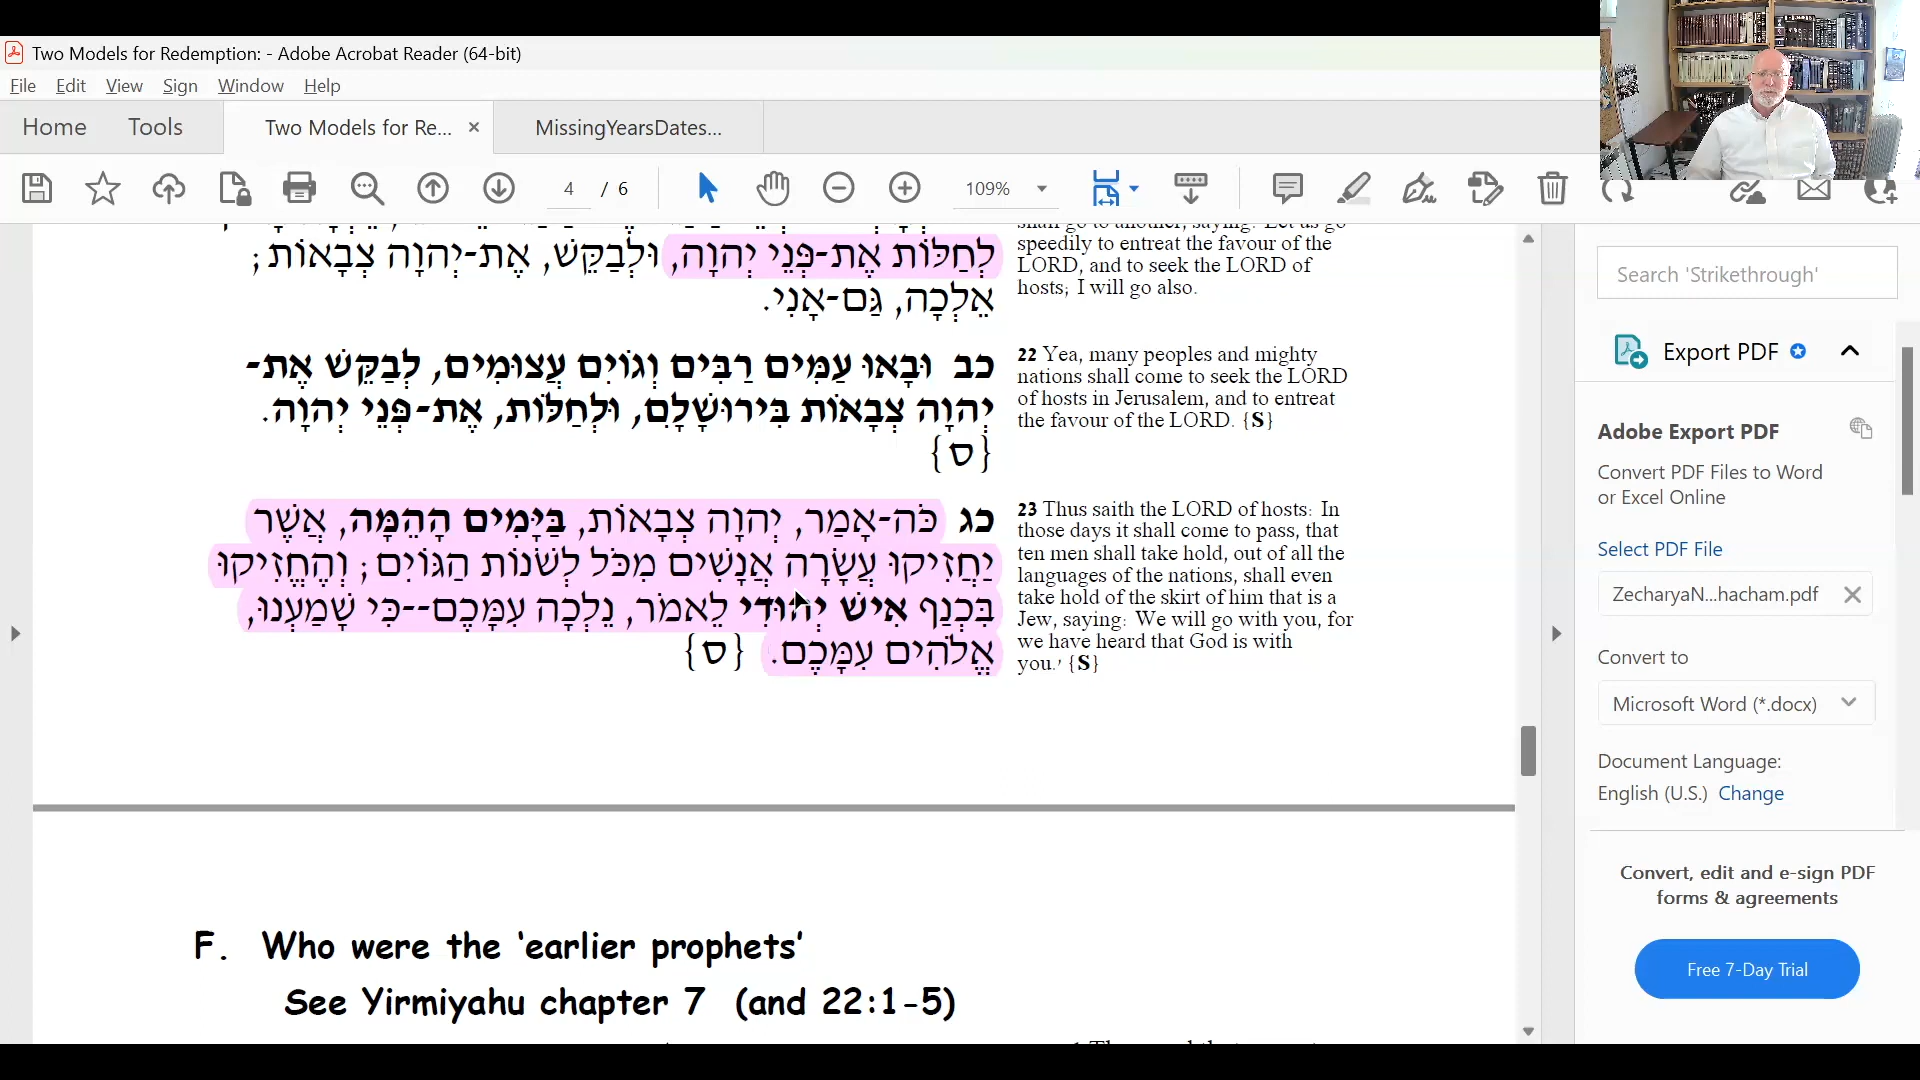 Two Models for Redemption: - Adobe Acrobat Reader (64-bit)
File Edit View Sign Window Help
Home Tools Two Models for Re... × MissingYearsDates...
4 / 6 109%
לְחַלּוֹת אֶת-פְּנֵי יְהוָה, וּלְבַקֵּשׁ, אֶת-יְהוָה צְבָאוֹת;
אֵלְכָה, גַּם-אָנִי.
shall go to another, saying: Let us go
speedily to entreat the favour of the
LORD, and to seek the LORD of
hosts; I will go also.
כב וּבָאוּ עַמִּים רַבִּים וְגוֹיִם עֲצוּמִים, לְבַקֵּשׁ אֶת-
יְהוָה צְבָאוֹת בִּירוּשָׁלִָם, וּלְחַלּוֹת, אֶת-פְּנֵי יְהוָה.
{ס}
22 Yea, many peoples and mighty
nations shall come to seek the LORD
of hosts in Jerusalem, and to entreat
the favour of the LORD. {S}
כג כֹּה-אָמַר, יְהוָה צְבָאוֹת, בַּיָּמִים הָהֵמָּה, אֲשֶׁר
יַחֲזִיקוּ עֲשָׂרָה אֲנָשִׁים מִכֹּל לְשֹׁנוֹת הַגּוֹיִם; וְהֶחֱזִיקוּ
בִּכְנַף אִישׁ יְהוּדִי לֵאמֹר, נֵלְכָה עִמָּכֶם--כִּי שָׁמַעְנוּ,
אֱלֹהִים עִמָּכֶם. {ס}
23 Thus saith the LORD of hosts: In
those days it shall come to pass, that
ten men shall take hold, out of all the
languages of the nations, shall even
take hold of the skirt of him that is a
Jew, saying: We will go with you, for
we have heard that God is with
you.' {S}
F. Who were the ‘earlier prophets’
See Yirmiyahu chapter 7 (and 22:1-5)
Search 'Strikethrough'
Export PDF
Adobe Export PDF
Convert PDF Files to Word
or Excel Online
Select PDF File
ZecharyaN...hacham.pdf
Convert to
Microsoft Word (*.docx)
Document Language:
English (U.S.) Change
Convert, edit and e-sign PDF
forms & agreements
Free 7-Day Trial